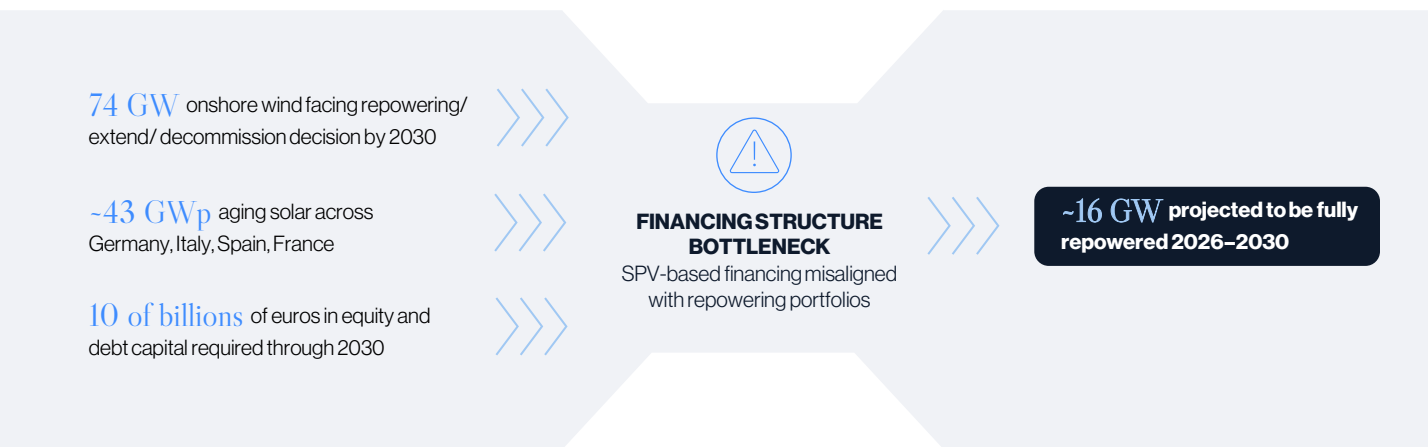 74 GW onshore wind facing repowering/
extend/ decommission decision by 2030
~43 GWp aging solar across
Germany, Italy, Spain, France
10 of billions of euros in equity and
debt capital required through 2030
FINANCING STRUCTURE
BOTTLENECK
SPV-based financing misaligned
with repowering portfolios
~16 GW projected to be fully
repowered 2026–2030